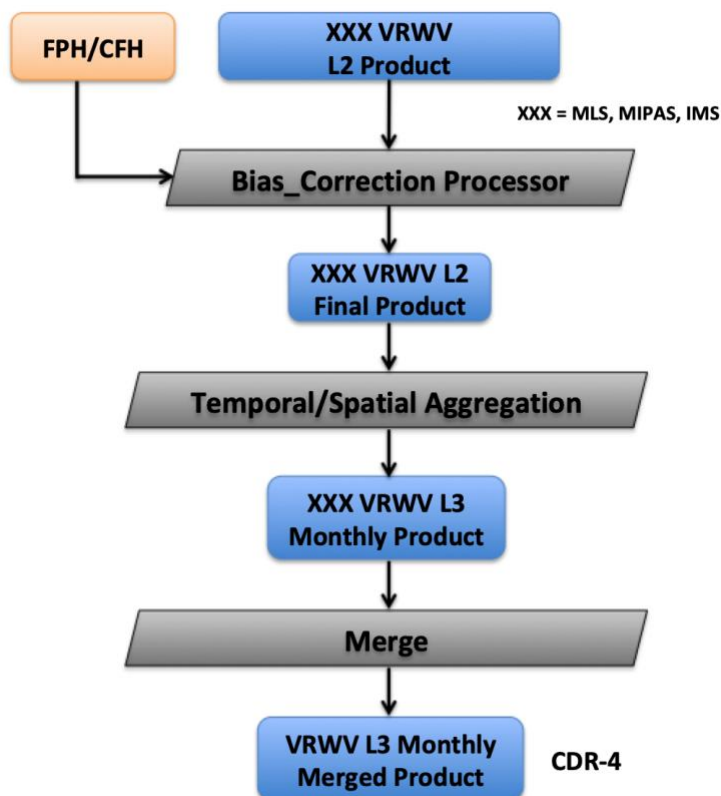 FPH/CFH
XXX VRWV
L2 Product
XXX = MLS, MIPAS, IMS
Bias_Correction Processor
XXX VRWV L2
Final Product
Temporal/Spatial Aggregation
XXX VRWV L3
Monthly Product
Merge
VRWV L3 Monthly
Merged Product
CDR-4